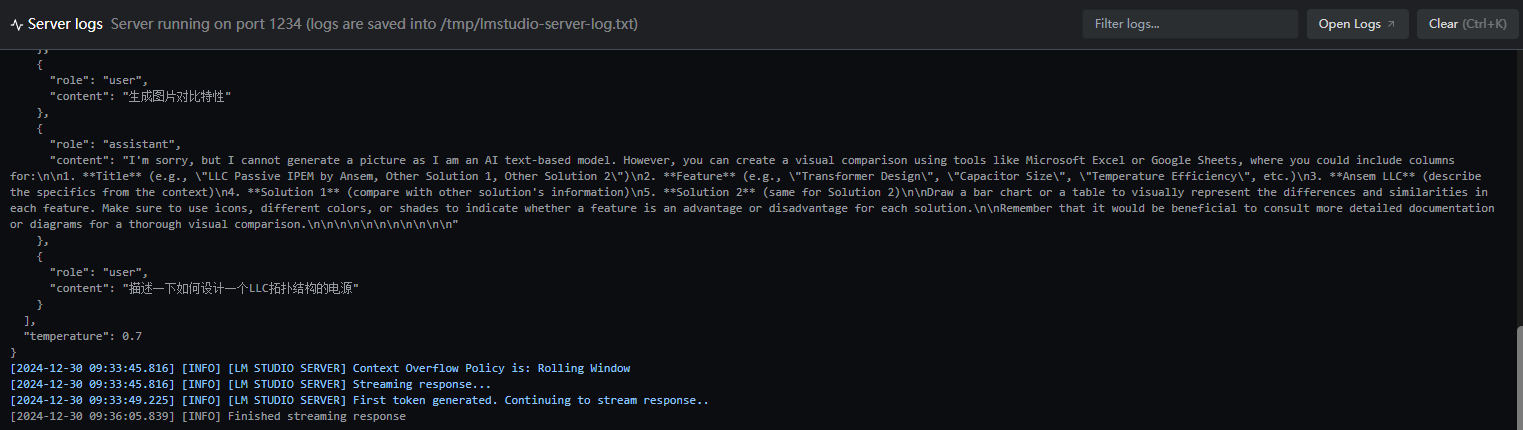 Server logs Server running on port 1234 (logs are saved into /tmp/lmstudio-server-log.txt) Filter logs... Open Logs ↗ Clear (Ctrl+K)
},
{
"role": "user",
"content": "生成图片对比特性"
},
{
"role": "assistant",
"content": "I'm sorry, but I cannot generate a picture as I am an AI text-based model. However, you can create a visual comparison using tools like Microsoft Excel or Google Sheets, where you could include columns
for:\n\n1. **Title** (e.g., \"LLC Passive IPEM by Ansem, Other Solution 1, Other Solution 2\")\n2. **Feature** (e.g., \"Transformer Design\", \"Capacitor Size\", \"Temperature Efficiency\", etc.)\n3. **Ansem LLC** (describe
the specifics from the context)\n4. **Solution 1** (compare with other solution's information)\n5. **Solution 2** (same for Solution 2)\n\nDraw a bar chart or a table to visually represent the differences and similarities in
each feature. Make sure to use icons, different colors, or shades to indicate whether a feature is an advantage or disadvantage for each solution.\n\nRemember that it would be beneficial to consult more detailed documentation
or diagrams for a thorough visual comparison.\n\n\n\n\n\n\n\n\n\n\n"
},
{
"role": "user",
"content": "描述一下如何设计一个LLC拓扑结构的电源"
}
],
"temperature": 0.7
}
[2024-12-30 09:33:45.816] [INFO] [LM STUDIO SERVER] Context Overflow Policy is: Rolling Window
[2024-12-30 09:33:45.816] [INFO] [LM STUDIO SERVER] Streaming response...
[2024-12-30 09:33:49.225] [INFO] [LM STUDIO SERVER] First token generated. Continuing to stream response..
[2024-12-30 09:36:05.839] [INFO] Finished streaming response